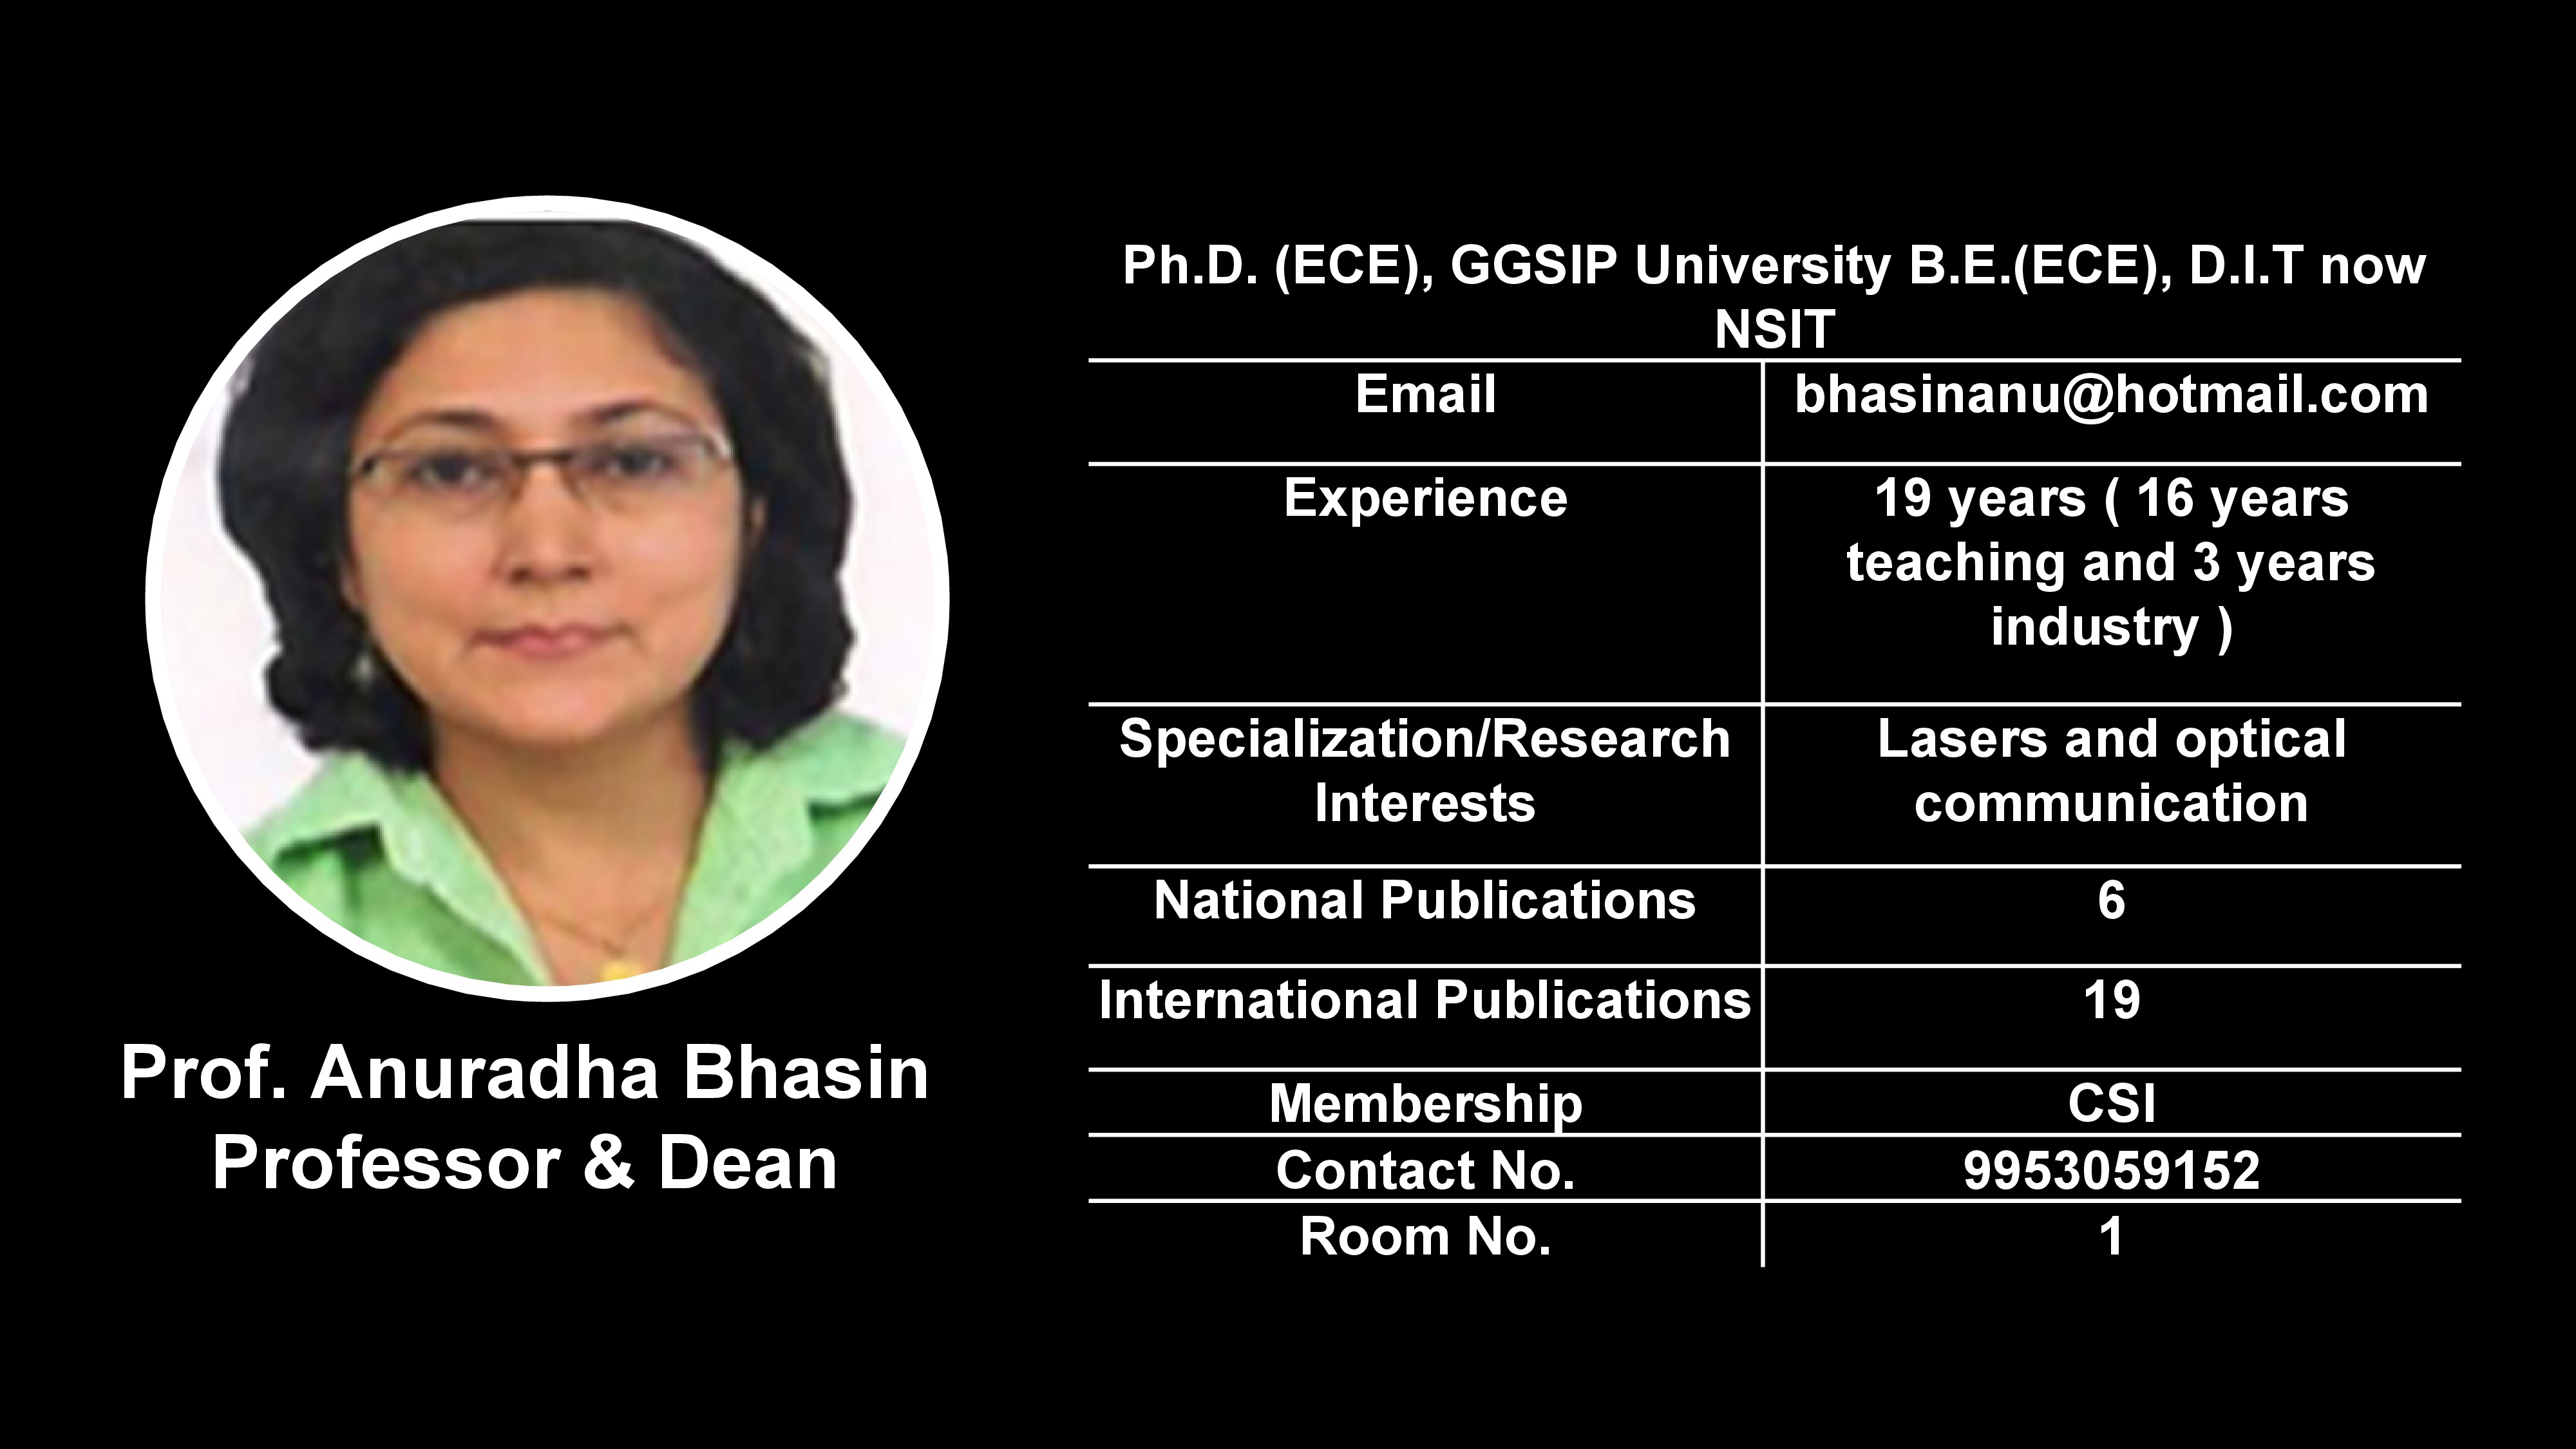 Prof. Anuradha Bhasin
Professor & Dean
Ph.D. (ECE), GGSIP University B.E.(ECE), D.I.T now
NSIT
Email
bhasinanu@hotmail.com
Experience
19 years ( 16 years
teaching and 3 years
industry )
Specialization/Research
Interests
Lasers and optical
communication
National Publications
6
International Publications
19
Membership
CSI
Contact No.
9953059152
Room No.
1